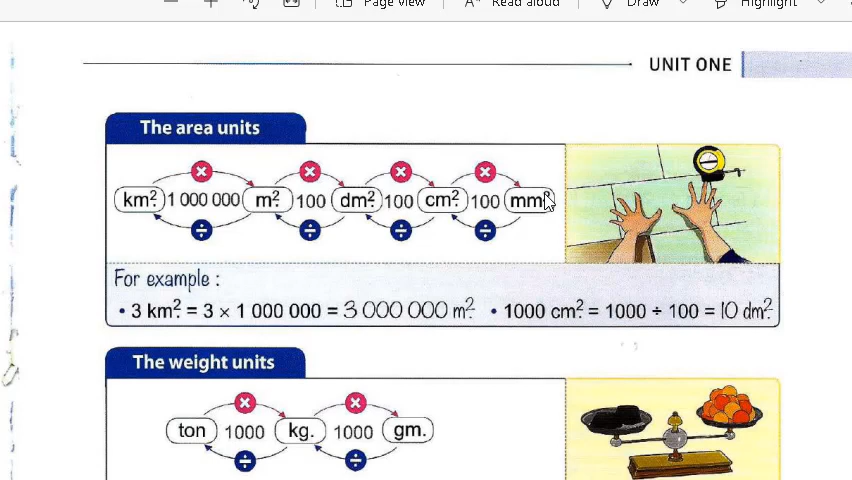 Page view Read aloud Draw Highlight
UNIT ONE
The area units
km² 1 000 000 m² 100 dm² 100 cm² 100 mm²
For example :
• 3 km² = 3 × 1 000 000 = 3 000 000 m² • 1000 cm² = 1000 ÷ 100 = 10 dm²
The weight units
ton 1000 kg. 1000 gm.